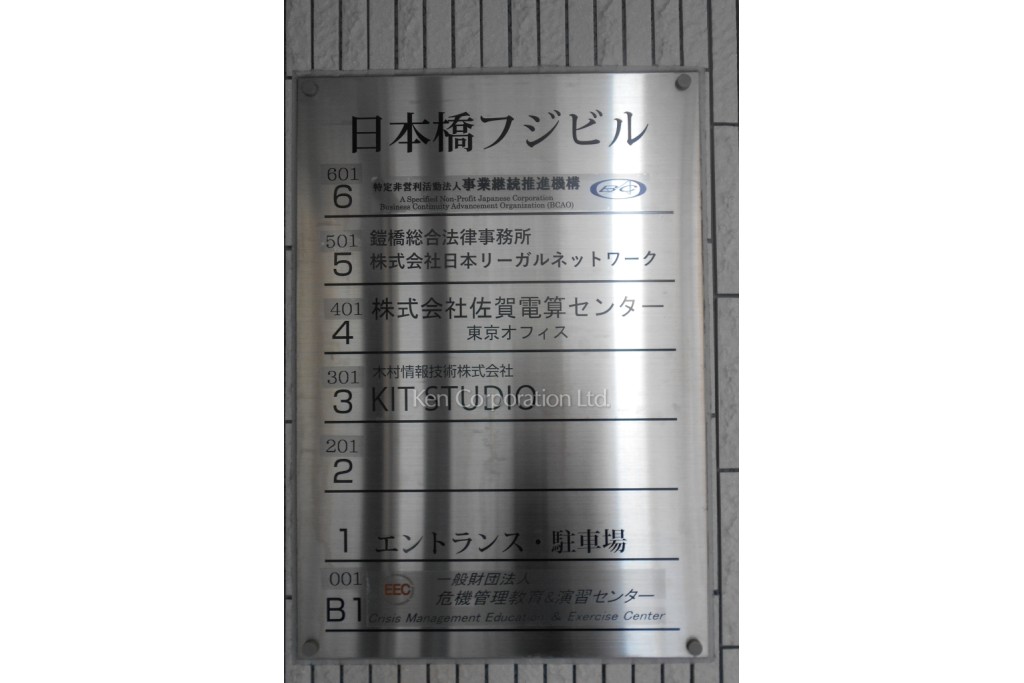 日本橋フジビル
601
6
特定非営利活動法人事業継続推進機構
A Specified Non-Profit Japanese Corporation
Business Continuity Advancement Organization (BCAO)
BC
501
5
鎧橋総合法律事務所
株式会社日本リーガルネットワーク
401
4
株式会社佐賀電算センター
東京オフィス
301
3
木村情報技術株式会社
KIT STUDIO
Ken Corporation Ltd.
201
2
1 エントランス・駐車場
001
B1
EEC
一般財団法人
危機管理教育&演習センター
Crisis Management Education & Exercise Center